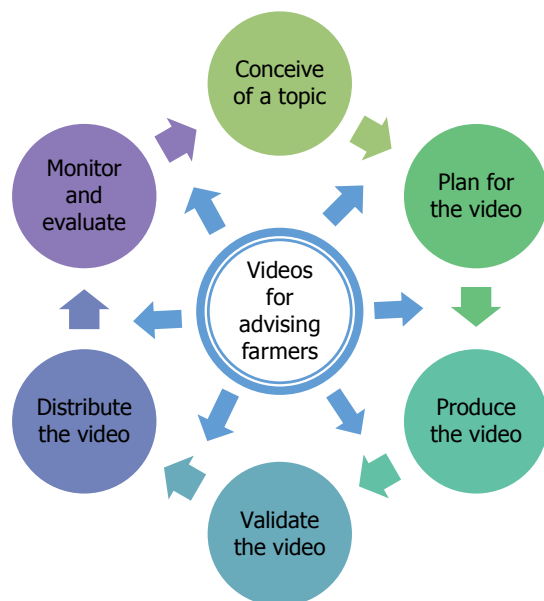 Conceive
of a topic
Plan for
the video
Produce
the video
Validate
the video
Distribute
the video
Monitor
and
evaluate
Videos
for
advising
farmers